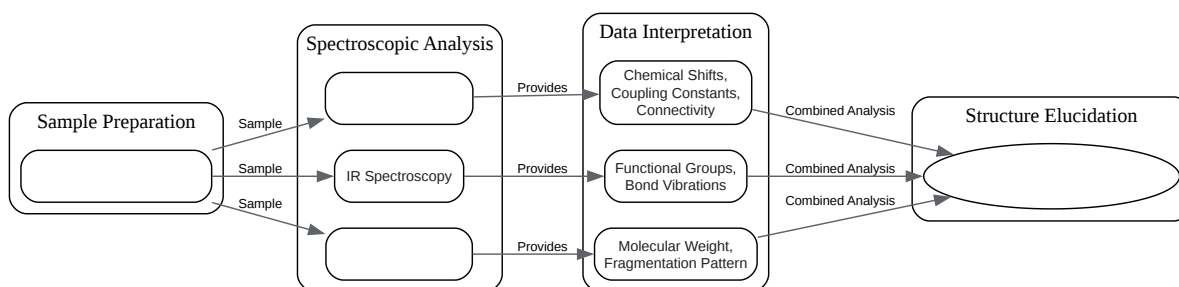 Sample Preparation
Sample
Sample
Sample
Spectroscopic Analysis
IR Spectroscopy
Provides
Provides
Provides
Data Interpretation
Chemical Shifts,
Coupling Constants,
Connectivity
Functional Groups,
Bond Vibrations
Molecular Weight,
Fragmentation Pattern
Combined Analysis
Combined Analysis
Combined Analysis
Structure Elucidation